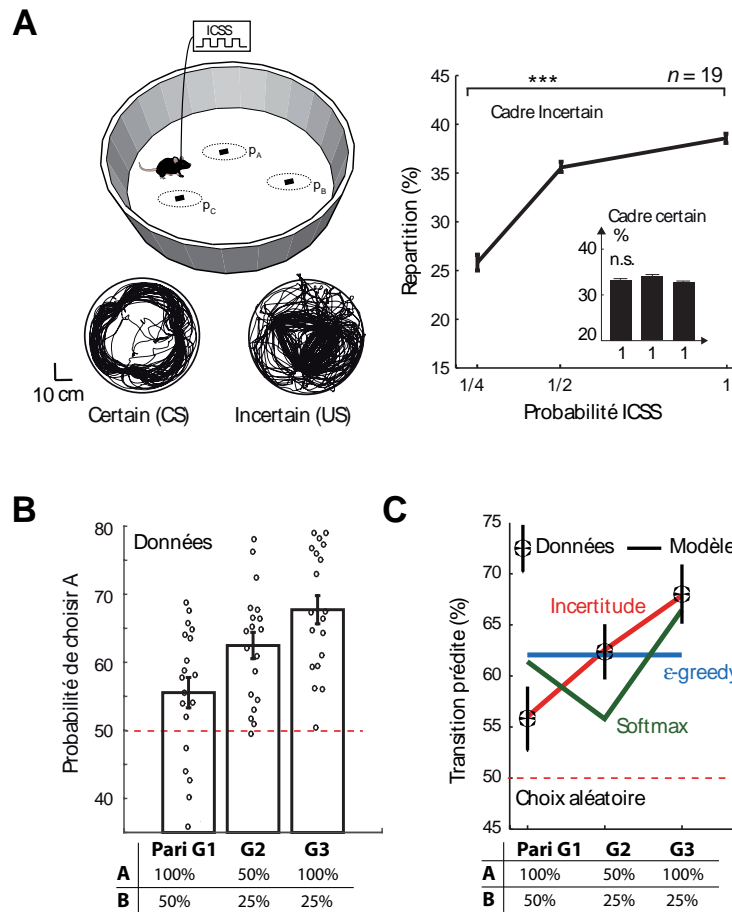 A
ICSS
pA
pB
pC
10 cm
Certain (CS)
Incertain (US)
45
40
35
30
25
20
15
Repartition (%)
***
n = 19
Cadre Incertain
Cadre certain
%
n.s.
40
30
20
1 1 1
1/4 1/2 1
Probabilité ICSS
B
Données
80
70
60
50
40
Probabilité de choisir A
Pari G1 G2 G3
A 100% 50% 100%
B 50% 25% 25%
C
75
70
65
60
55
50
45
Transition prédite (%)
Données Modèle
Incertitude
ε-greedy
Softmax
Choix aléatoire
Pari G1 G2 G3
A 100% 50% 100%
B 50% 25% 25%